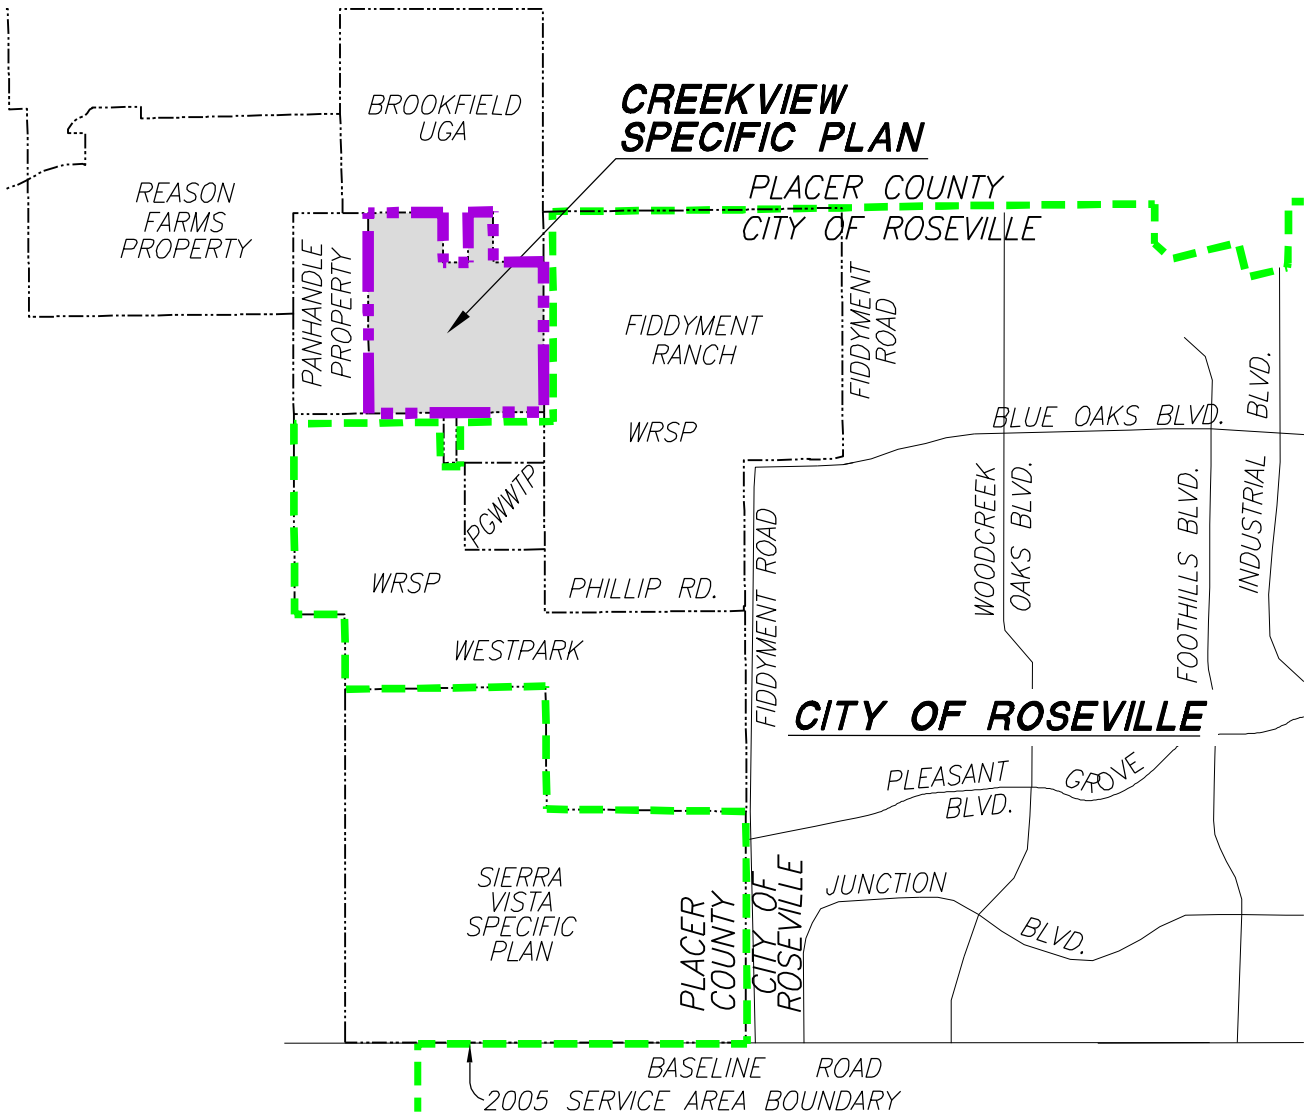 BROOKFIELD
UGA
CREEKVIEW
SPECIFIC PLAN
PLACER COUNTY
CITY OF ROSEVILLE
REASON
FARMS
PROPERTY
PANHANDLE
PROPERTY
FIDDYMENT
RANCH
FIDDYMENT
ROAD
WRSP
BLUE OAKS BLVD.
INDUSTRIAL BLVD.
WOODCREEK
OAKS BLVD.
FOOTHILLS BLVD.
PGWWTP
FIDDYMENT ROAD
WRSP
PHILLIP RD.
WESTPARK
CITY OF ROSEVILLE
PLEASANT GROVE
BLVD.
SIERRA
VISTA
SPECIFIC
PLAN
PLACER
COUNTY
CITY OF
ROSEVILLE
JUNCTION BLVD.
BASELINE ROAD
2005 SERVICE AREA BOUNDARY